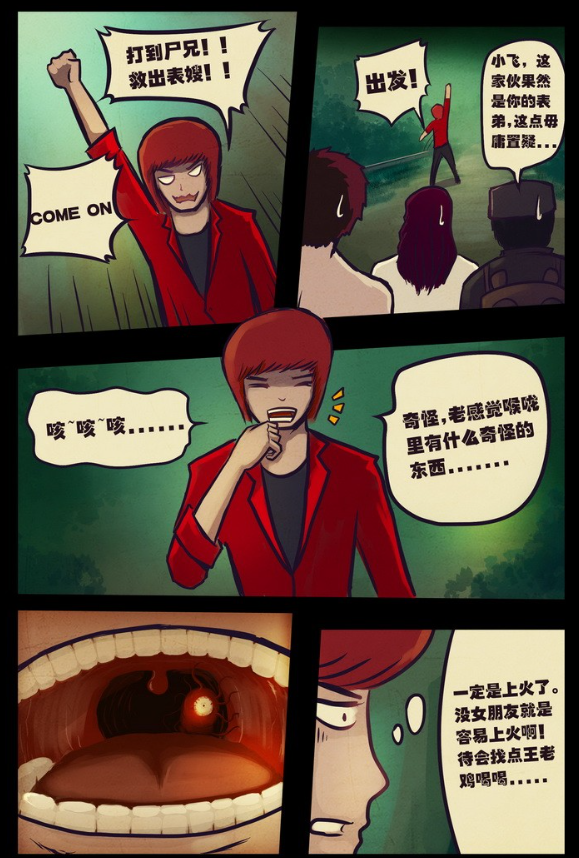 打到尸兄！！
救出表嫂！！
COME ON
出发！
小飞，这
家伙果然
是你的表
弟，这点毋
庸置疑...
咳~咳~咳.......
奇怪，老感觉喉咙
里有什么奇怪的
东西.......
一定是上火了。
没女朋友就是
容易上火啊！
待会找点王老
鸡喝喝.....